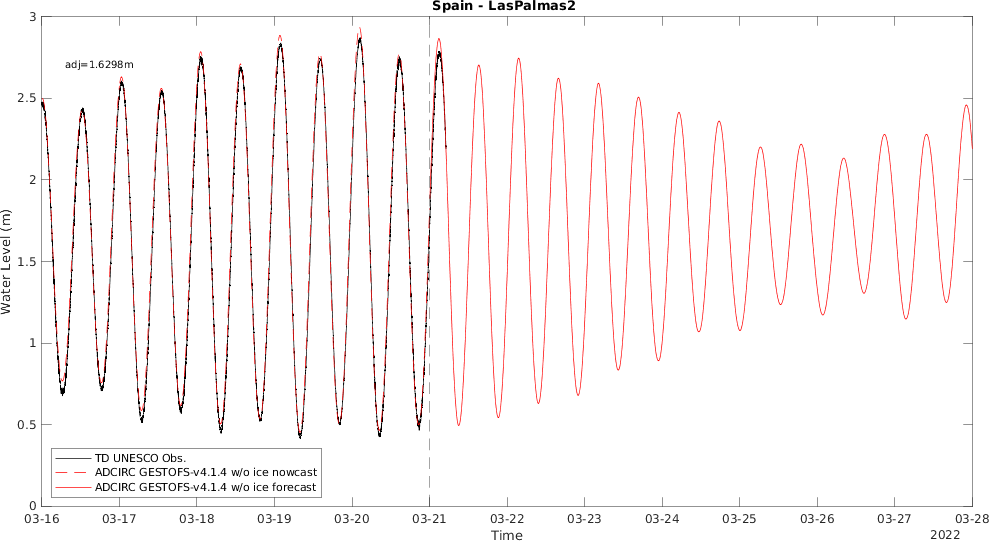 Spain - LasPalmas2
3
adj=1.6298m
2.5
2
Water Level (m)
1.5
1
0.5
TD UNESCO Obs.
ADCIRC GESTOFS-v4.1.4 w/o ice nowcast
ADCIRC GESTOFS-v4.1.4 w/o ice forecast
0
03-16 03-17 03-18 03-19 03-20 03-21 03-22 03-23 03-24 03-25 03-26 03-27 03-28
Time
2022